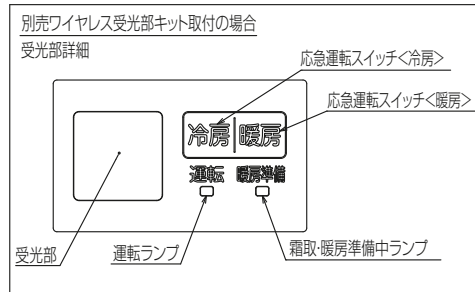 別売ワイヤレス受光部キット取付の場合
受光部詳細
応急運転スイッチ<冷房>
応急運転スイッチ<暖房>
冷房 暖房
運転 暖房準備
受光部
運転ランプ
霜取・暖房準備中ランプ